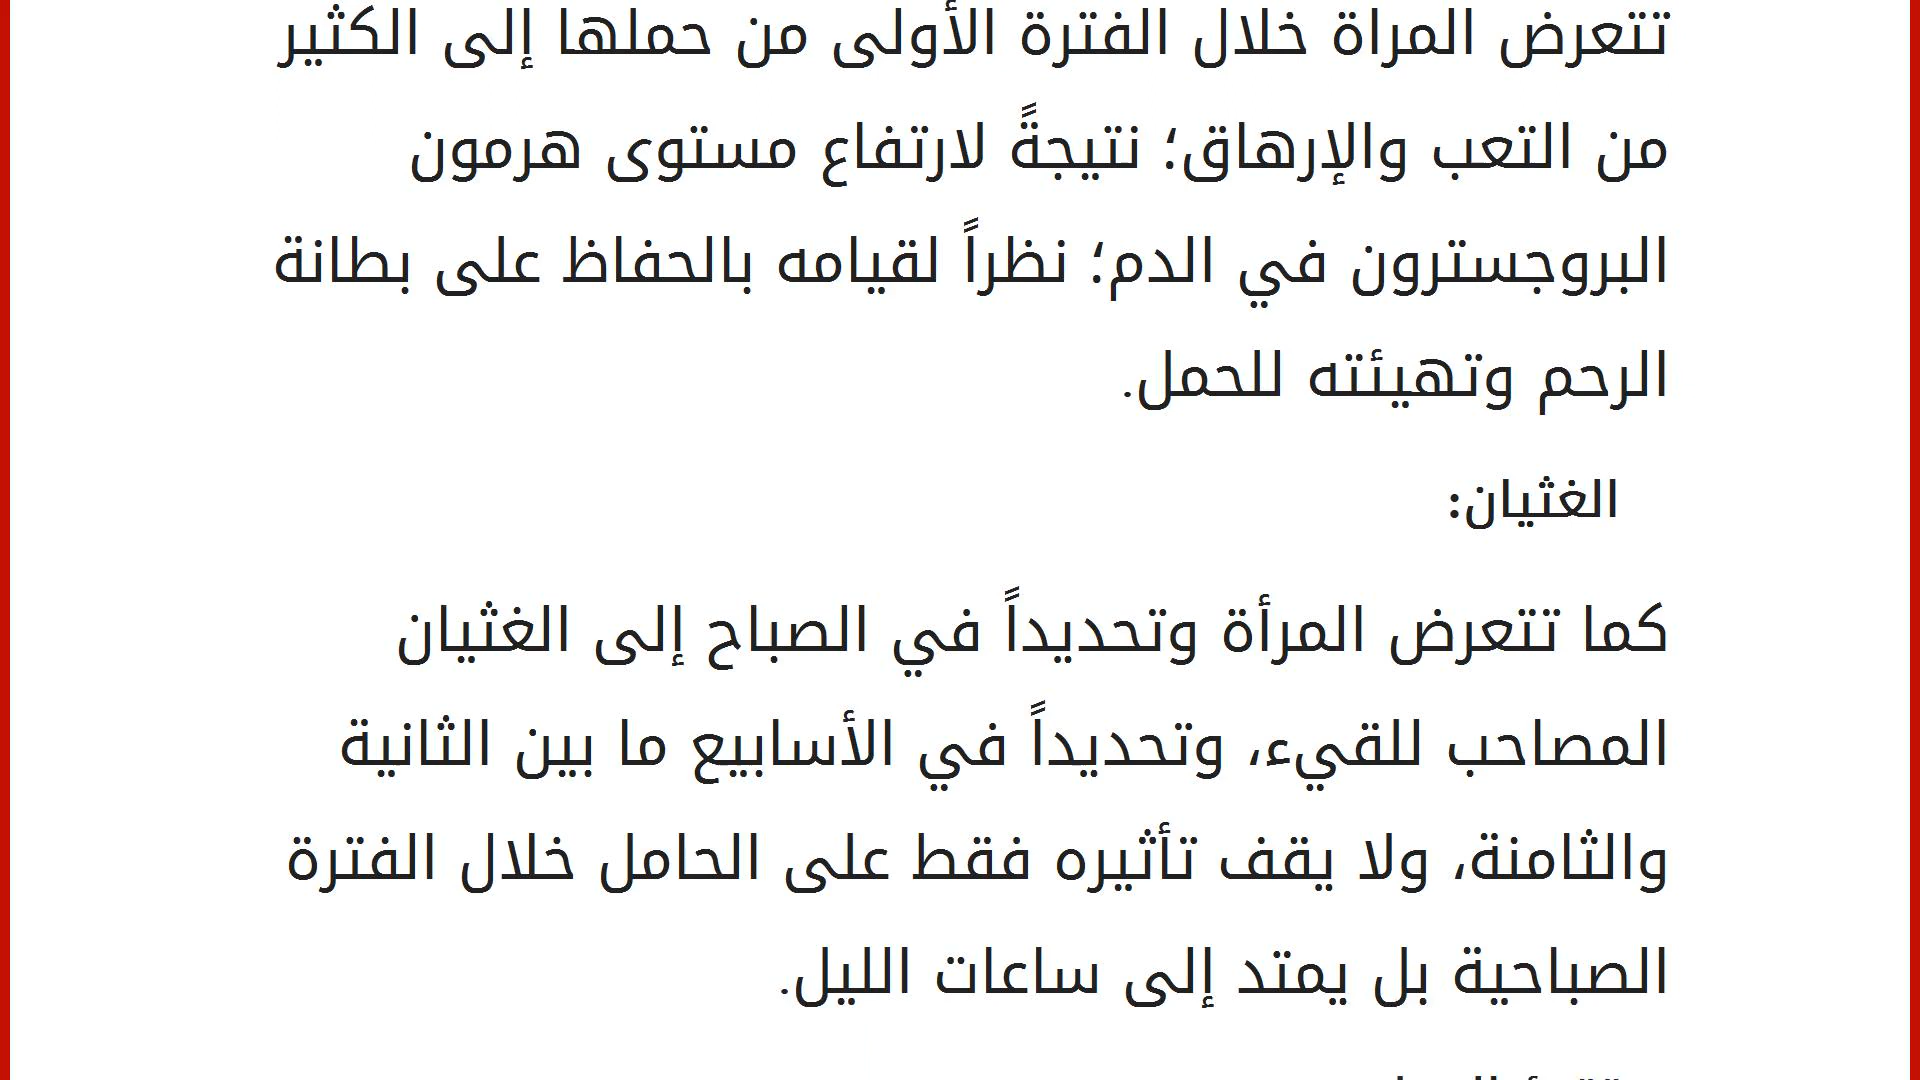 تتعرض المراة خلال الفترة الأولى من حملها إلى الكثير
من التعب والإرهاق؛ نتيجةً لارتفاع مستوى هرمون
البروجسترون في الدم؛ نظراً لقيامه بالحفاظ على بطانة
الرحم وتهيئته للحمل.
الغثيان:
كما تتعرض المرأة وتحديداً في الصباح إلى الغثيان
المصاحب للقيء، وتحديداً في الأسابيع ما بين الثانية
والثامنة، ولا يقف تأثيره فقط على الحامل خلال الفترة
الصباحية بل يمتد إلى ساعات الليل.